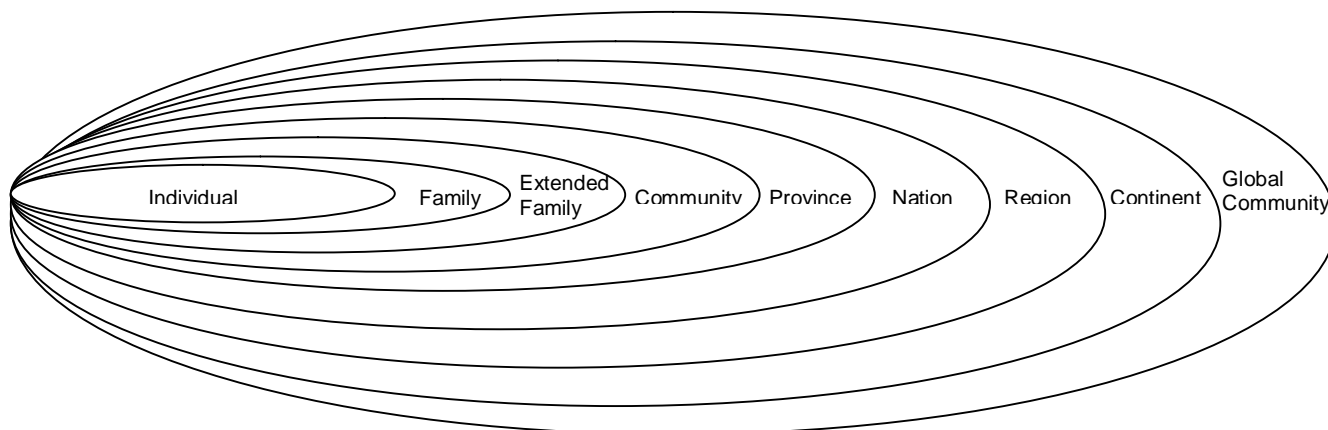 Individual
Family
Extended
Family
Community
Province
Nation
Region
Continent
Global
Community